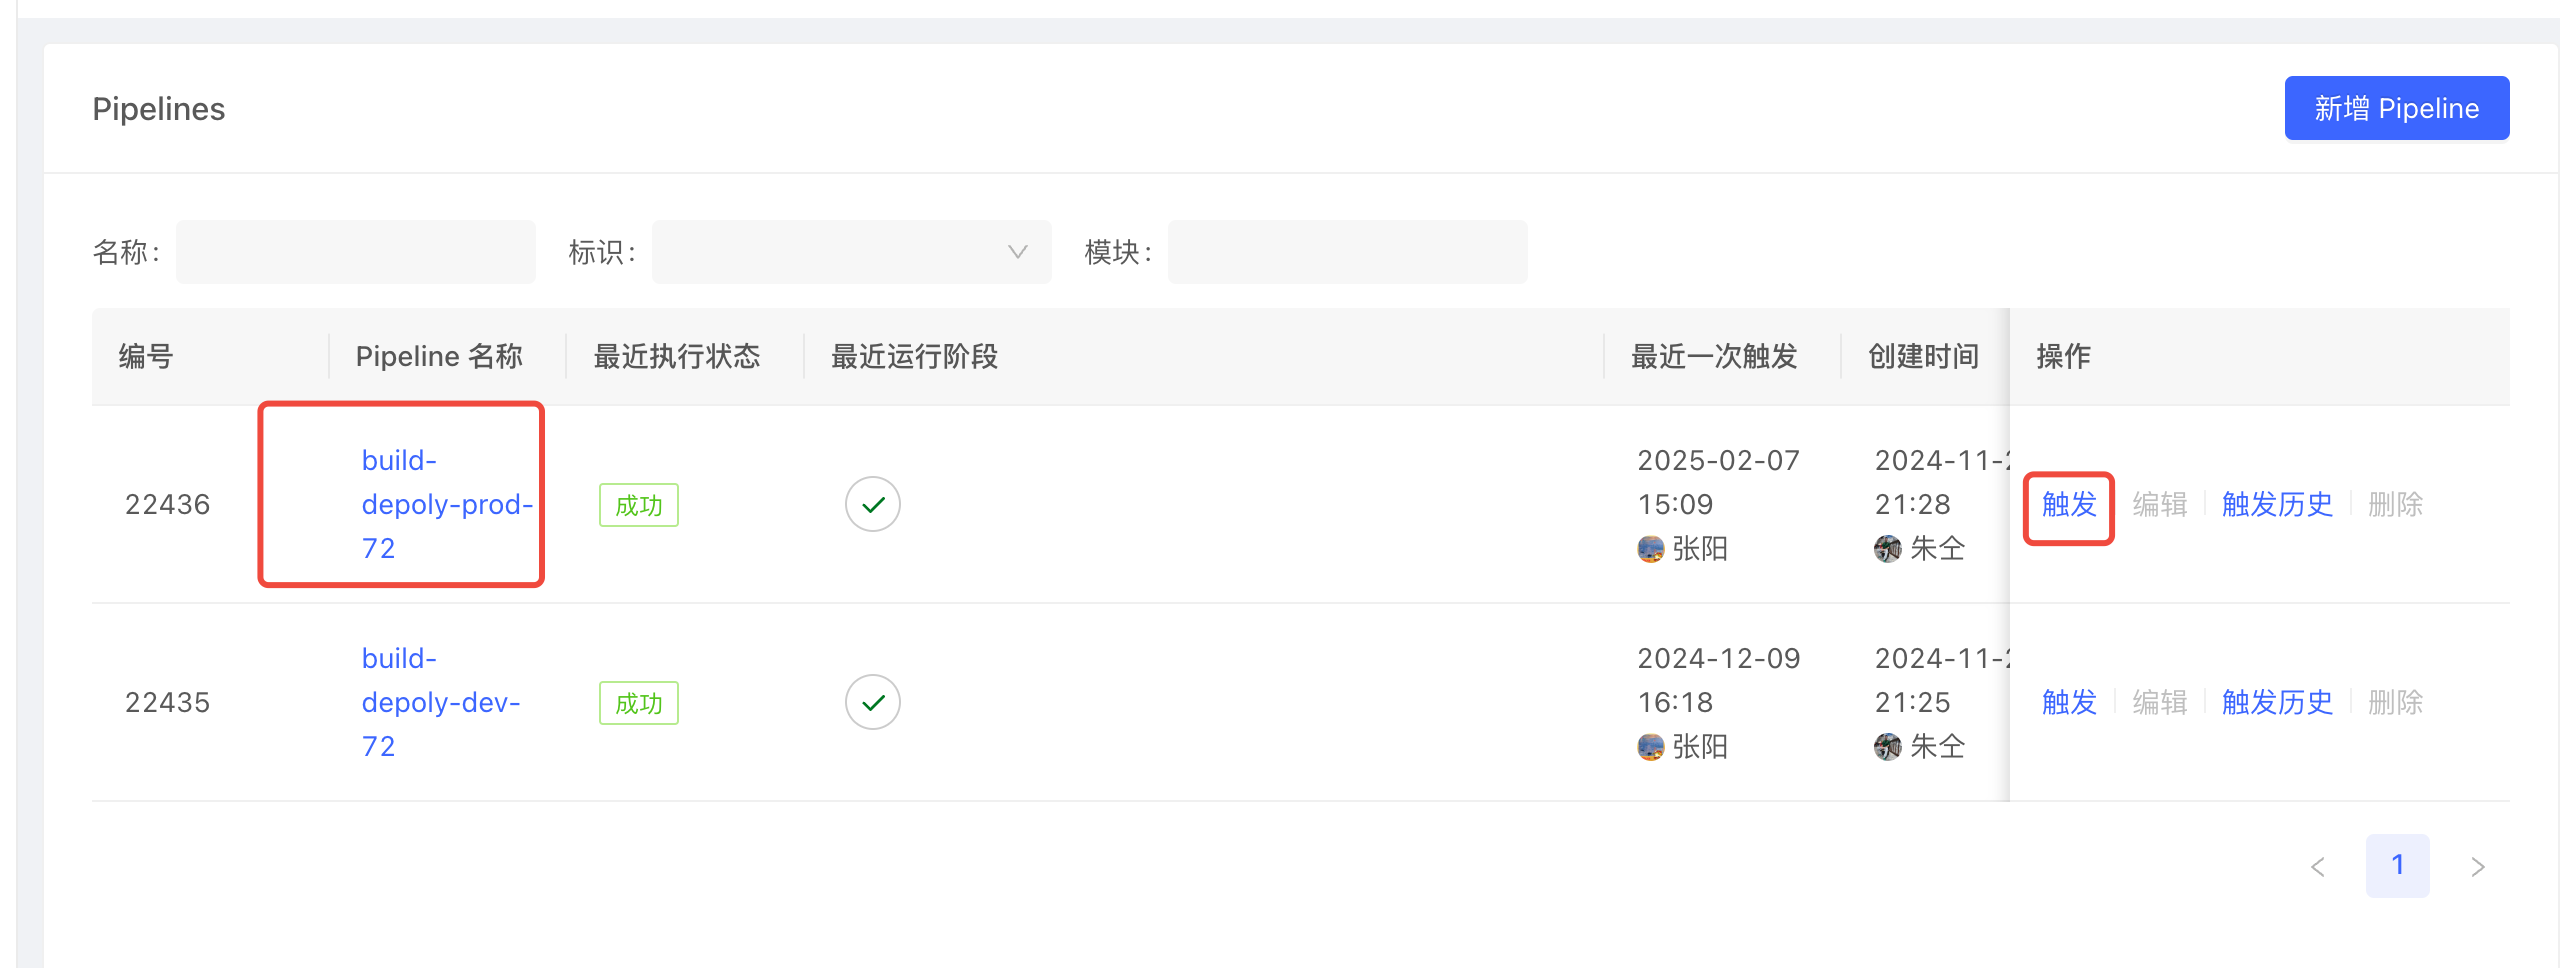 Pipelines
新增 Pipeline
名称：
标识：
模块：
编号
Pipeline 名称
最近执行状态
最近运行阶段
最近一次触发
创建时间
操作
22436
build-
depoly-prod-
72
成功
2025-02-07
15:09
张阳
2024-11-2
21:28
朱仝
触发
编辑
触发历史
删除
22435
build-
depoly-dev-
72
成功
2024-12-09
16:18
张阳
2024-11-2
21:25
朱仝
触发
编辑
触发历史
删除
1